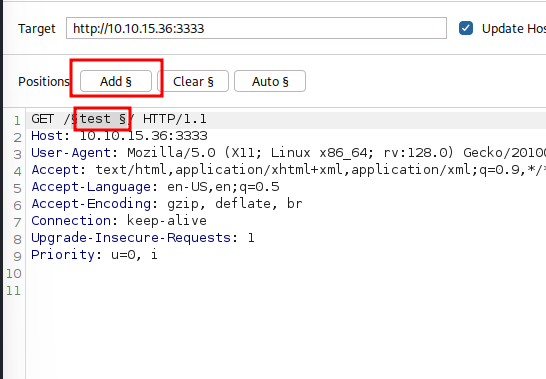 Target http://10.10.15.36:3333 Update Hos
Positions Add § Clear § Auto §
1 GET /§test §/ HTTP/1.1
2 Host: 10.10.15.36:3333
3 User-Agent: Mozilla/5.0 (X11; Linux x86_64; rv:128.0) Gecko/20100
4 Accept: text/html,application/xhtml+xml,application/xml;q=0.9,*/*
5 Accept-Language: en-US,en;q=0.5
6 Accept-Encoding: gzip, deflate, br
7 Connection: keep-alive
8 Upgrade-Insecure-Requests: 1
9 Priority: u=0, i
10
11